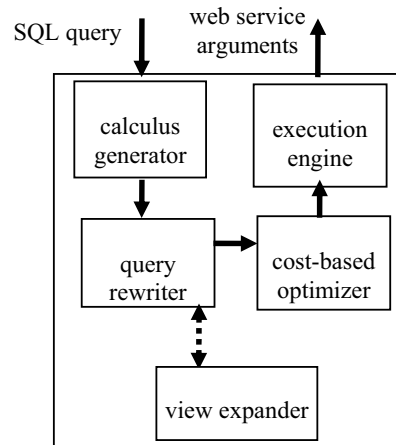 SQL query
web service
arguments
calculus
generator
execution
engine
query
rewriter
cost-based
optimizer
view expander